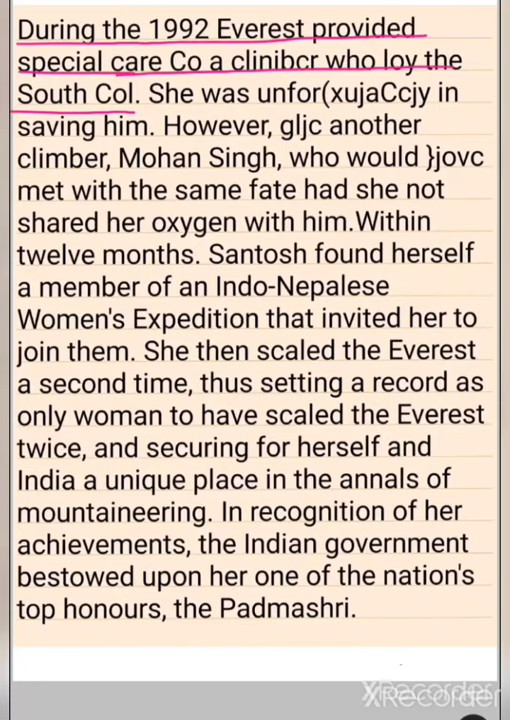 During the 1992 Everest provided
special care Co a clinibcr who loy the
South Col. She was unfor(xujaCcjy in
saving him. However, gljc another
climber, Mohan Singh, who would }jovc
met with the same fate had she not
shared her oxygen with him.Within
twelve months. Santosh found herself
a member of an Indo-Nepalese
Women's Expedition that invited her to
join them. She then scaled the Everest
a second time, thus setting a record as
only woman to have scaled the Everest
twice, and securing for herself and
India a unique place in the annals of
mountaineering. In recognition of her
achievements, the Indian government
bestowed upon her one of the nation's
top honours, the Padmashri.
XRecorder